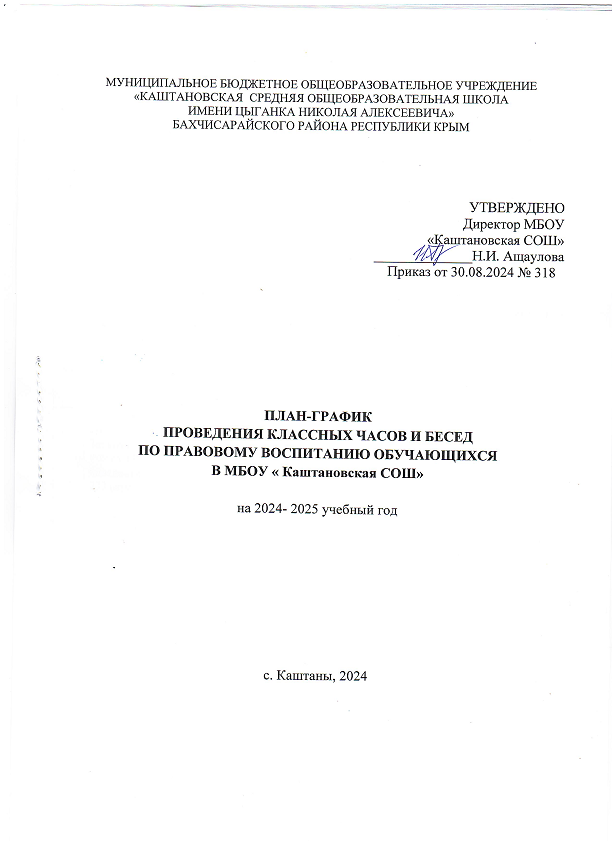 МУНИЦИПАЛЬНОЕ БЮДЖЕТНОЕ ОБЩЕОБРАЗОВАТЕЛЬНОЕ УЧРЕЖДЕНИЕ
«КАШТАНОВСКАЯ СРЕДНЯЯ ОБЩЕОБРАЗОВАТЕЛЬНАЯ ШКОЛА
ИМЕНИ ЦЫГАНКА НИКОЛАЯ АЛЕКСЕЕВИЧА»
БАХЧИСАРАЙСКОГО РАЙОНА РЕСПУБЛИКИ КРЫМ
УТВЕРЖДЕНО
Директор МБОУ
«Каштановская СОШ»
______________Н.И. Ащаулова
Приказ от 30.08.2024 № 318
ПЛАН-ГРАФИК
ПРОВЕДЕНИЯ КЛАССНЫХ ЧАСОВ И БЕСЕД
ПО ПРАВОВОМУ ВОСПИТАНИЮ ОБУЧАЮЩИХСЯ
В МБОУ « Каштановская СОШ»
на 2024- 2025 учебный год
с. Каштаны, 2024